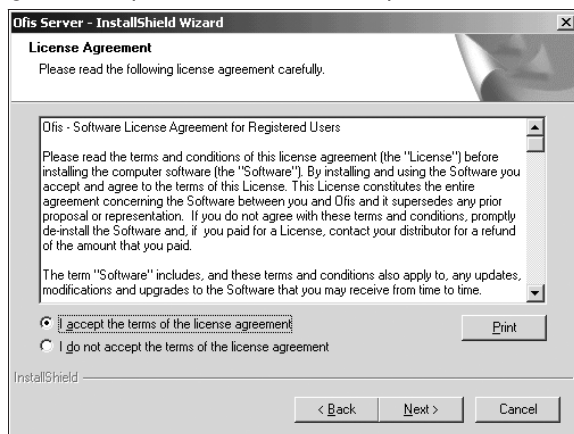 Ofis Server - InstallShield Wizard
License Agreement
Please read the following license agreement carefully.
Ofis - Software License Agreement for Registered Users
Please read the terms and conditions of this license agreement (the "License") before
installing the computer software (the "Software"). By installing and using the Software you
accept and agree to the terms of this License. This License constitutes the entire
agreement concerning the Software between you and Ofis and it supersedes any prior
proposal or representation. If you do not agree with these terms and conditions, promptly
de-install the Software and, if you paid for a License, contact your distributor for a refund
of the amount that you paid.
The term "Software" includes, and these terms and conditions also apply to, any updates,
modifications and upgrades to the Software that you may receive from time to time.
I accept the terms of the license agreement
Print
I do not accept the terms of the license agreement
InstallShield
< Back
Next >
Cancel